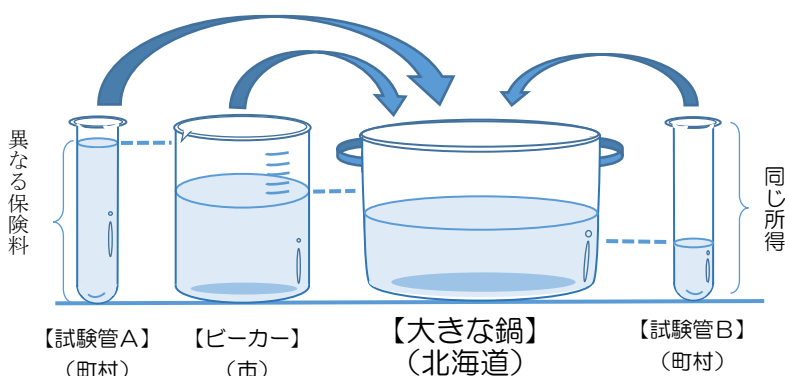 異なる保険料
同じ所得
【試験管A】
(町村)
【ビーカー】
(市)
【大きな鍋】
(北海道)
【試験管B】
(町村)